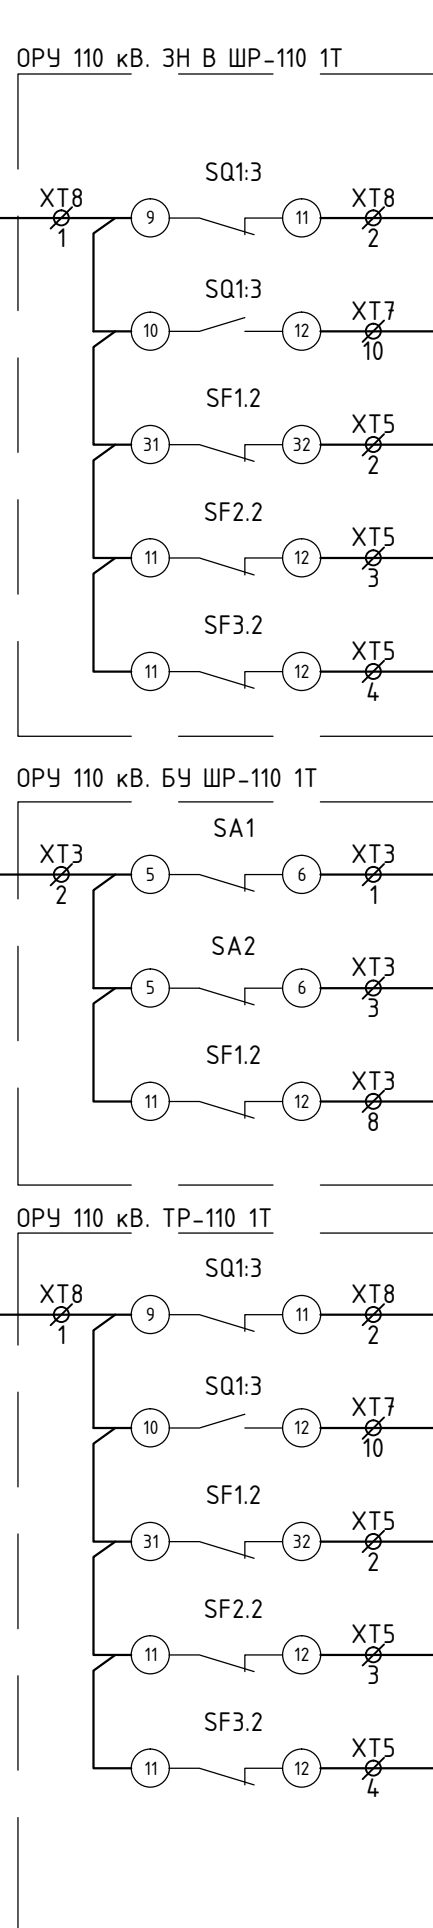 ОРУ 110 кВ. ЗН В ШР-110 1Т
SQ1:3
XT8 9 11 XT8
1 2
SQ1:3
10 12 XT7
10
SF1.2
31 32 XT5
2
SF2.2
11 12 XT5
3
SF3.2
11 12 XT5
4
ОРУ 110 кВ. БУ ШР-110 1Т
SA1
XT3 5 6 XT3
2 1
SA2
5 6 XT3
3
SF1.2
11 12 XT3
8
ОРУ 110 кВ. ТР-110 1Т
SQ1:3
XT8 9 11 XT8
1 2
SQ1:3
10 12 XT7
10
SF1.2
31 32 XT5
2
SF2.2
11 12 XT5
3
SF3.2
11 12 XT5
4